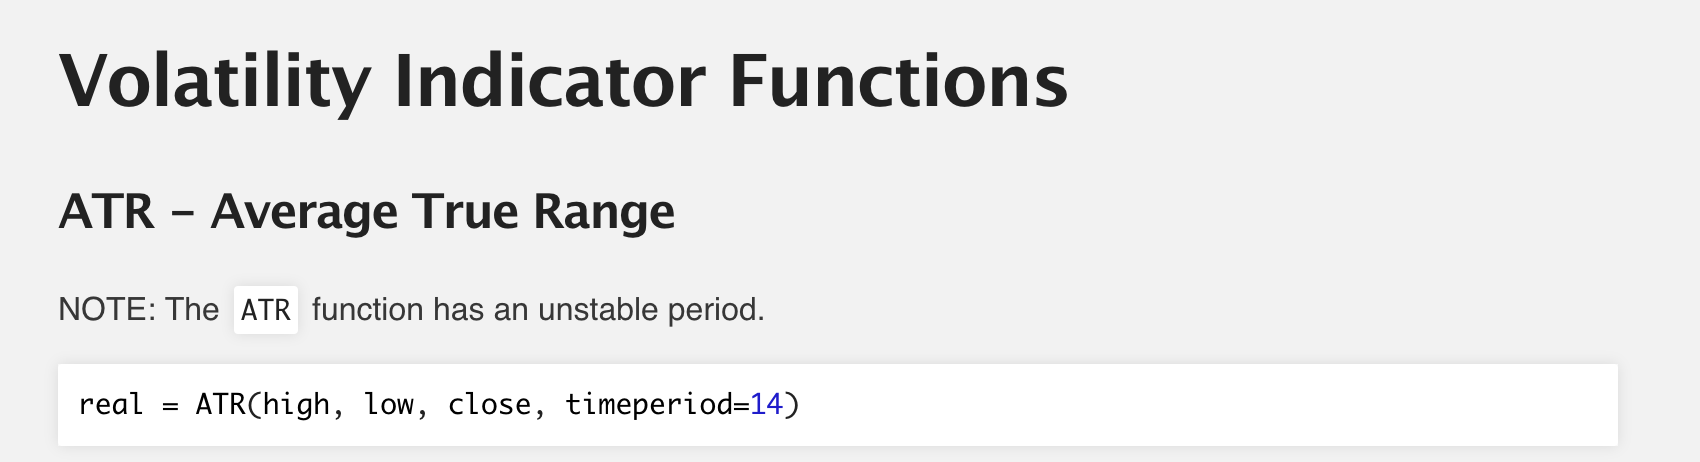 Volatility Indicator Functions
ATR – Average True Range
NOTE: The ATR function has an unstable period.
real = ATR(high, low, close, timeperiod=14)